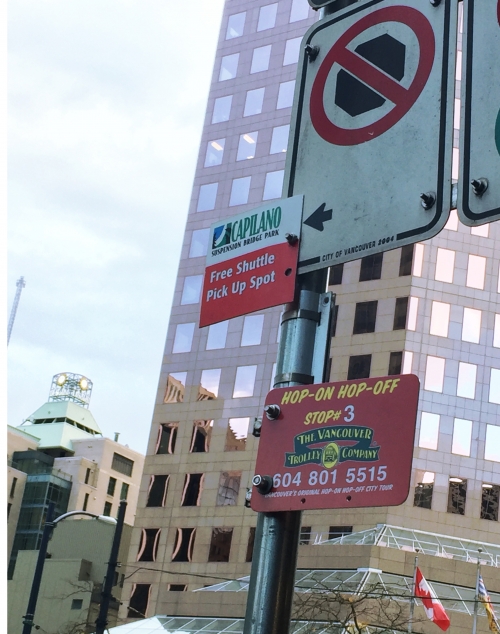 CITY OF VANCOUVER 2004
CAPILANO
SUSPENSION BRIDGE PARK
Free Shuttle
Pick Up Spot
HOP-ON HOP-OFF
STOP# 3
THE VANCOUVER
TROLLEY COMPANY
604 801 5515
VANCOUVER'S ORIGINAL HOP-ON HOP-OFF CITY TOUR